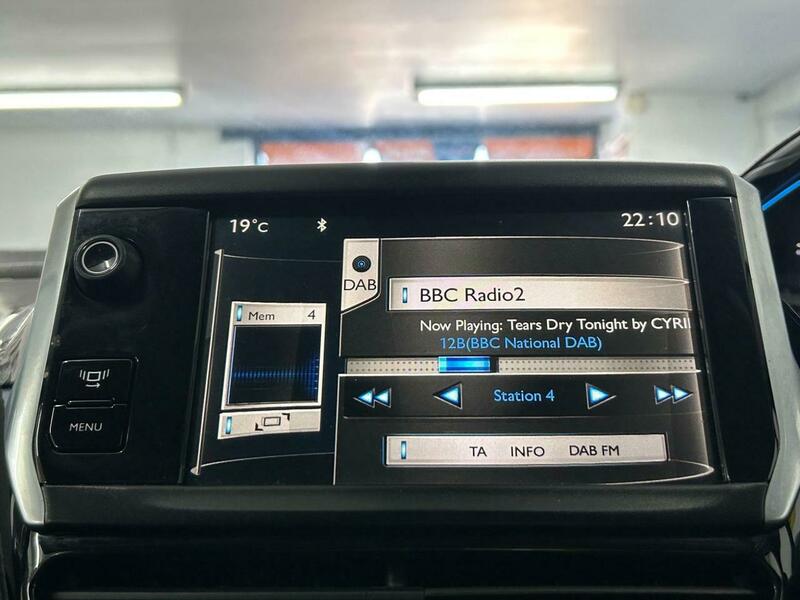 19°C 22:10
DAB
BBC Radio2
Mem 4
Now Playing: Tears Dry Tonight by CYRI
12B(BBC National DAB)
Station 4
MENU
TA INFO DAB FM